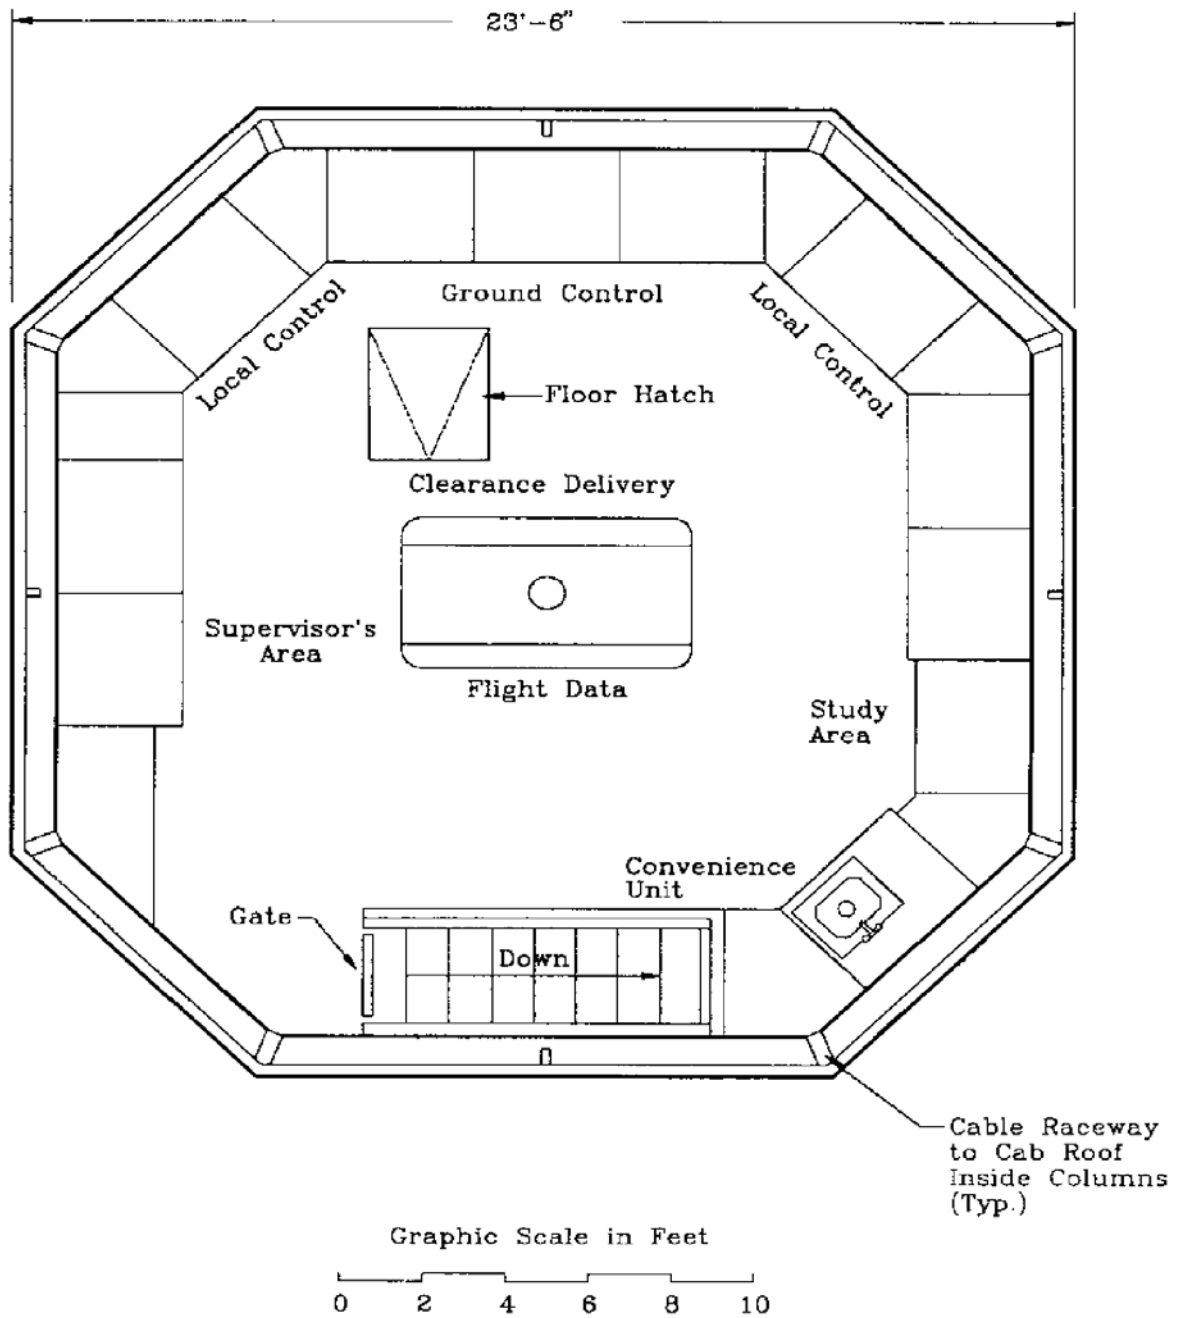 23'-6"
Ground Control
Local Control
Local Control
Floor Hatch
Clearance Delivery
Supervisor's
Area
Flight Data
Study
Area
Convenience
Unit
Gate
Down
Cable Raceway
to Cab Roof
Inside Columns
(Typ.)
Graphic Scale in Feet
0 2 4 6 8 10